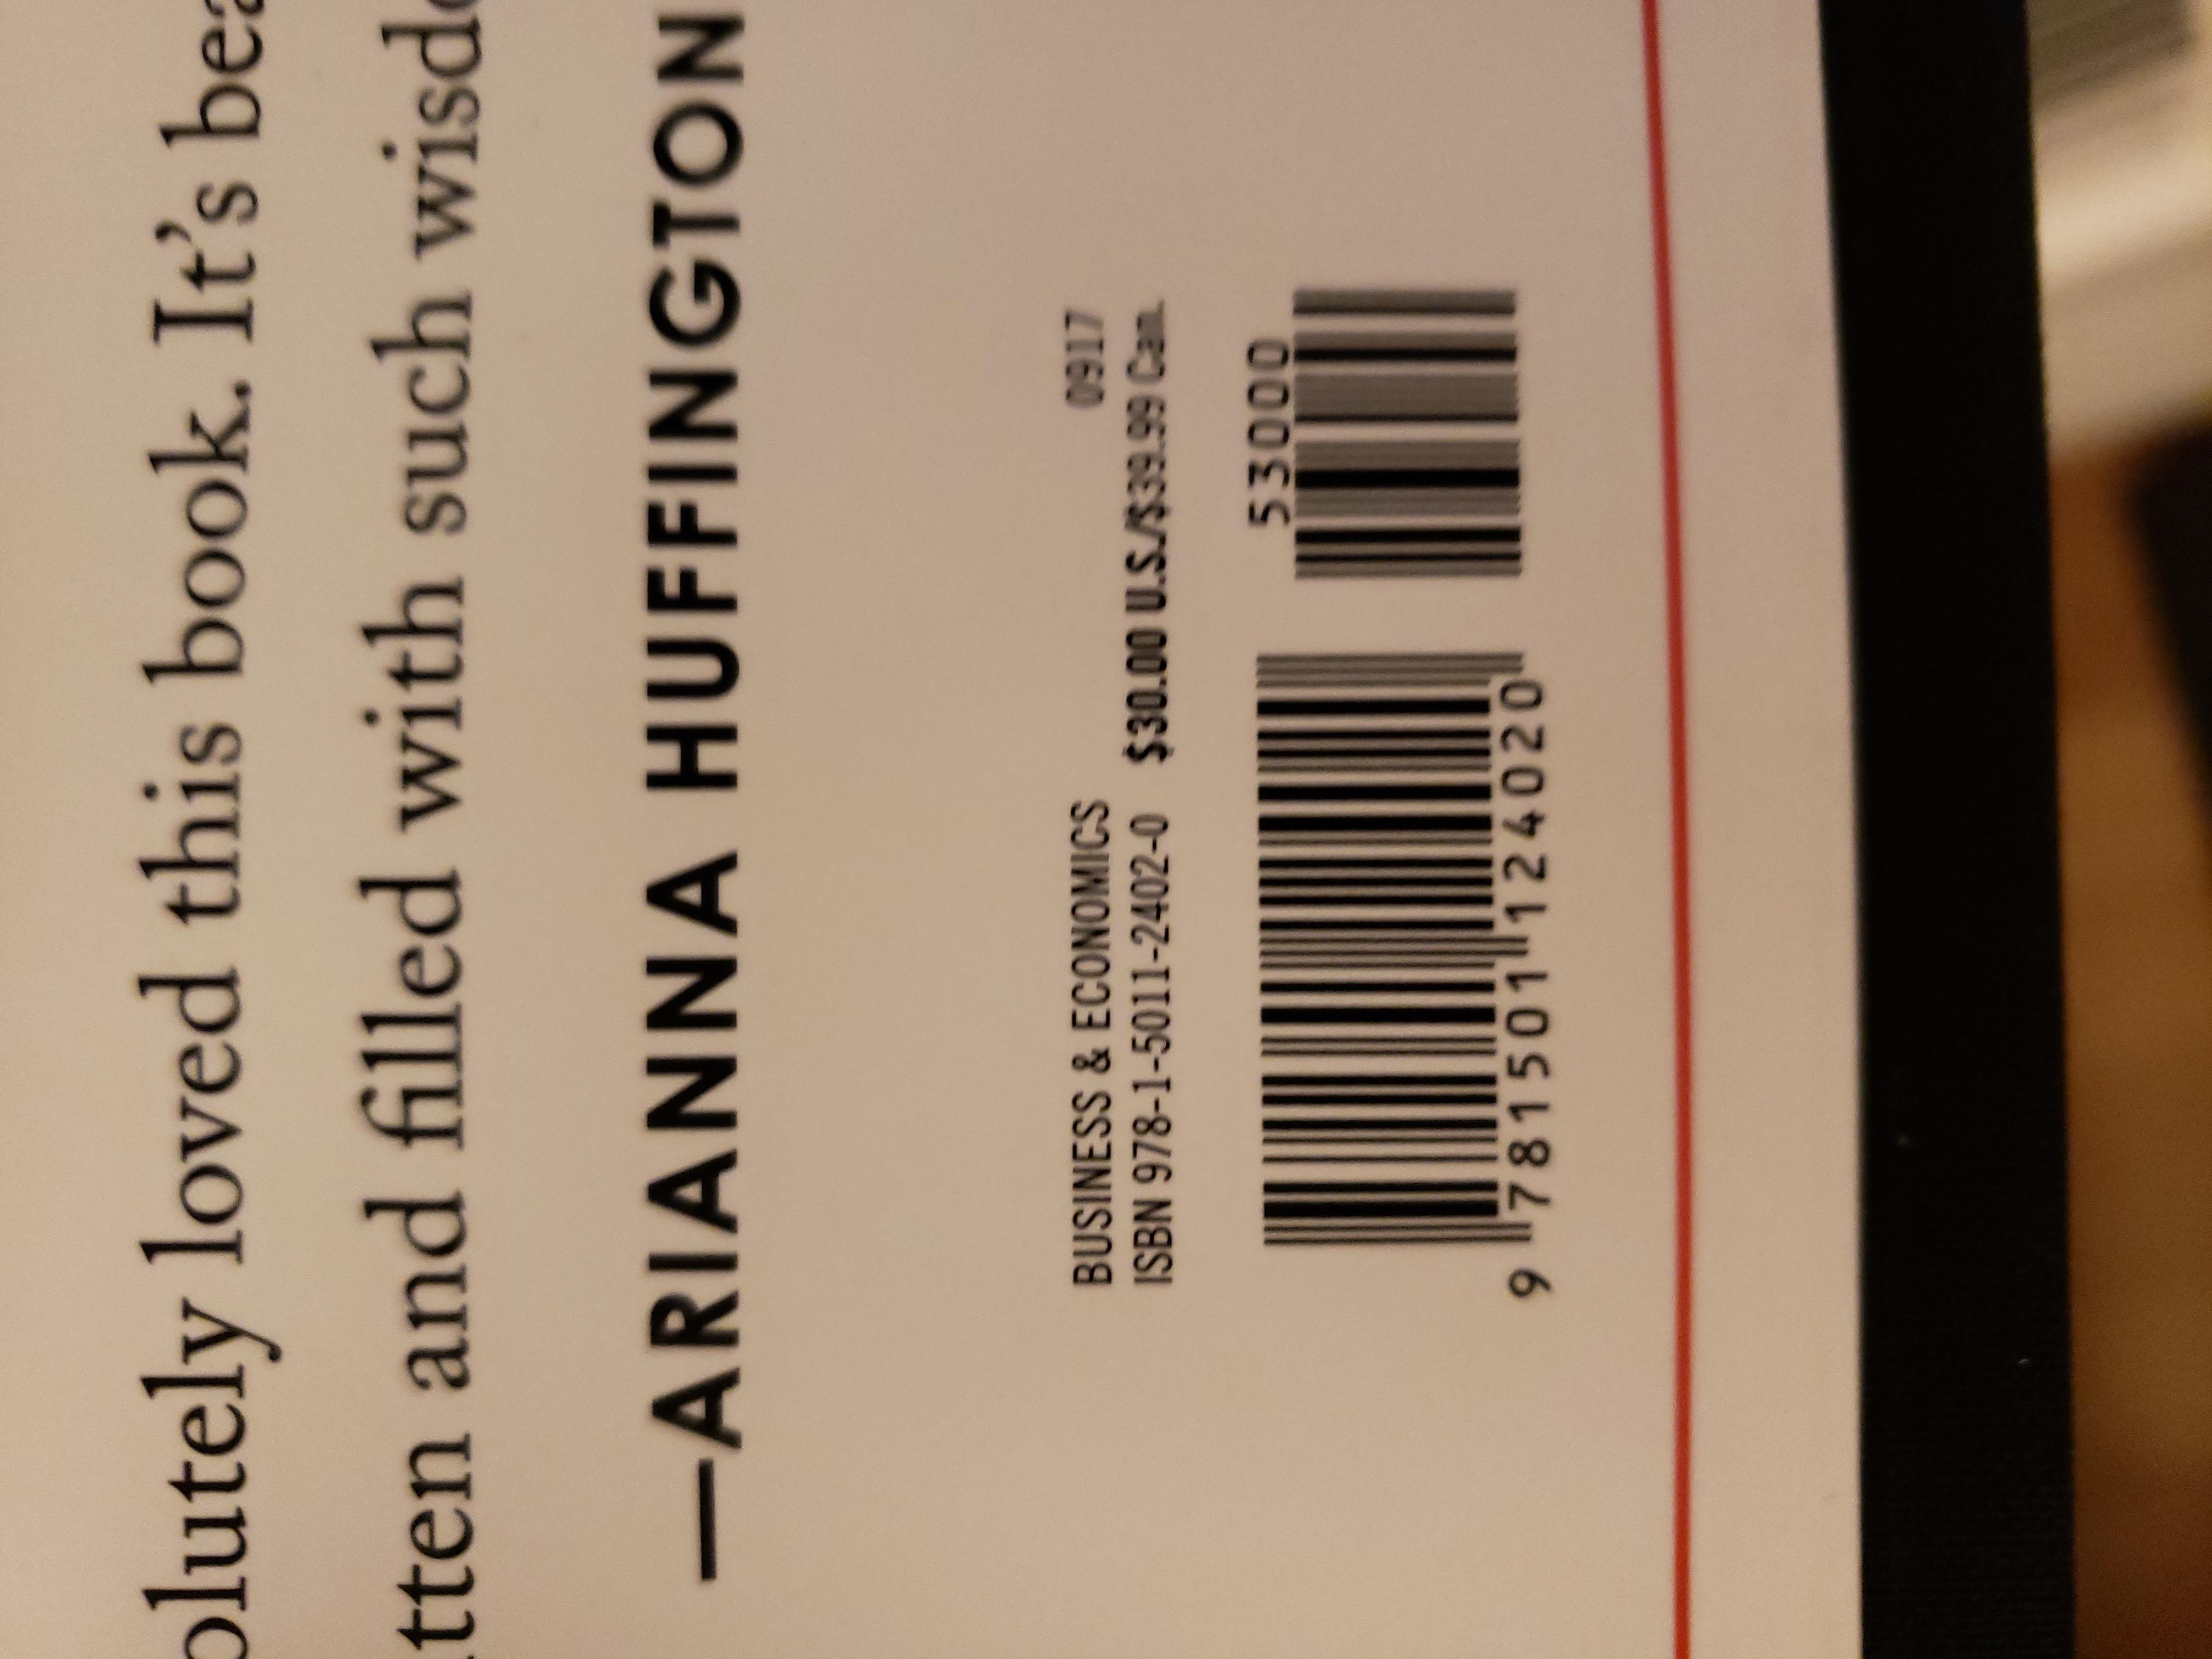 olutely loved this book. It's bea
tten and filled with such wisdo
—ARIANNA HUFFINGTON
BUSINESS & ECONOMICS 0917
ISBN 978-1-5011-2402-0 $30.00 U.S./$39.99 Can.
53000
9 781501 124020